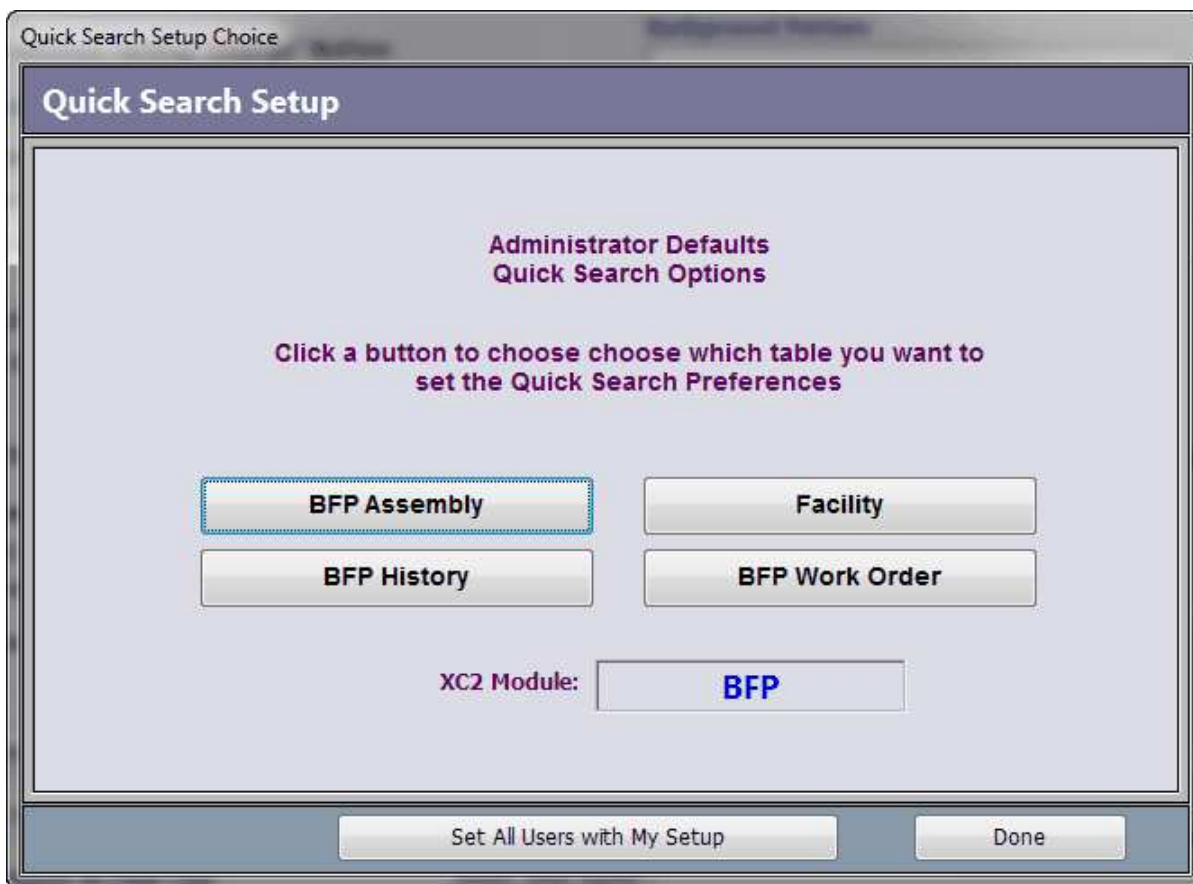 Quick Search Setup Choice
Quick Search Setup
Administrator Defaults
Quick Search Options
Click a button to choose choose which table you want to
set the Quick Search Preferences
BFP Assembly
Facility
BFP History
BFP Work Order
XC2 Module:
BFP
Set All Users with My Setup
Done